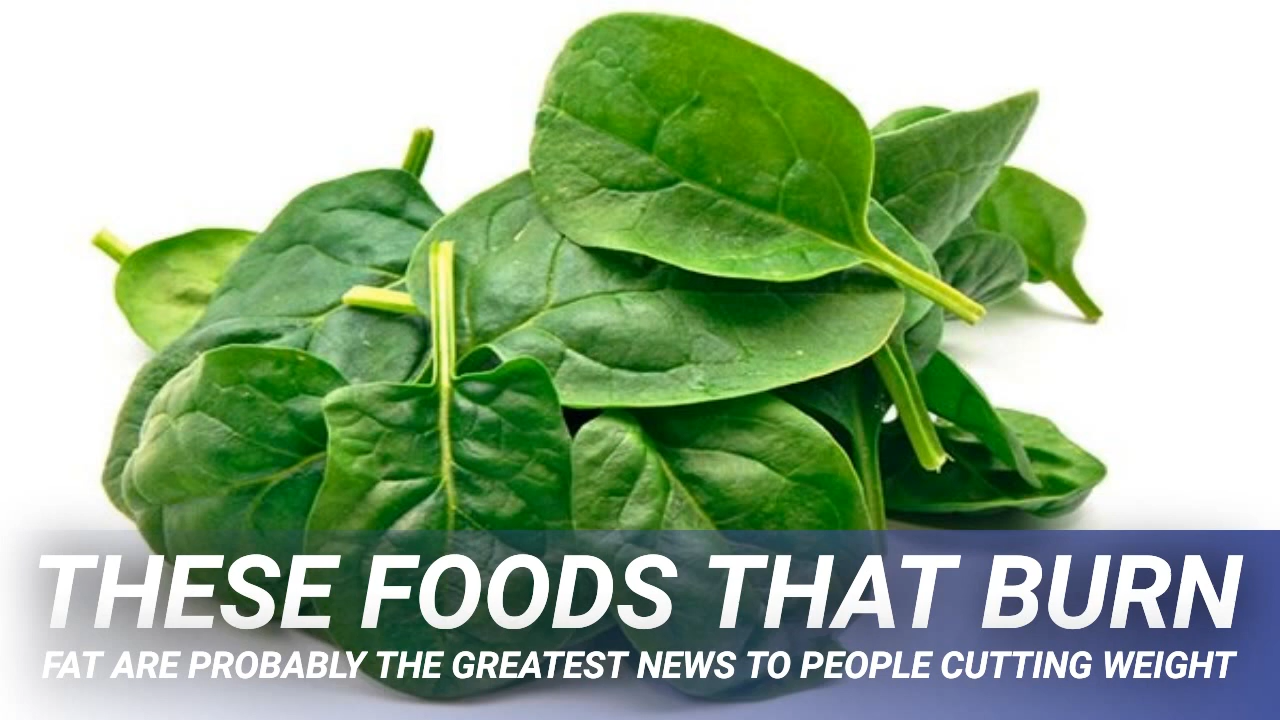 THESE FOODS THAT BURN
FAT ARE PROBABLY THE GREATEST NEWS TO PEOPLE CUTTING WEIGHT